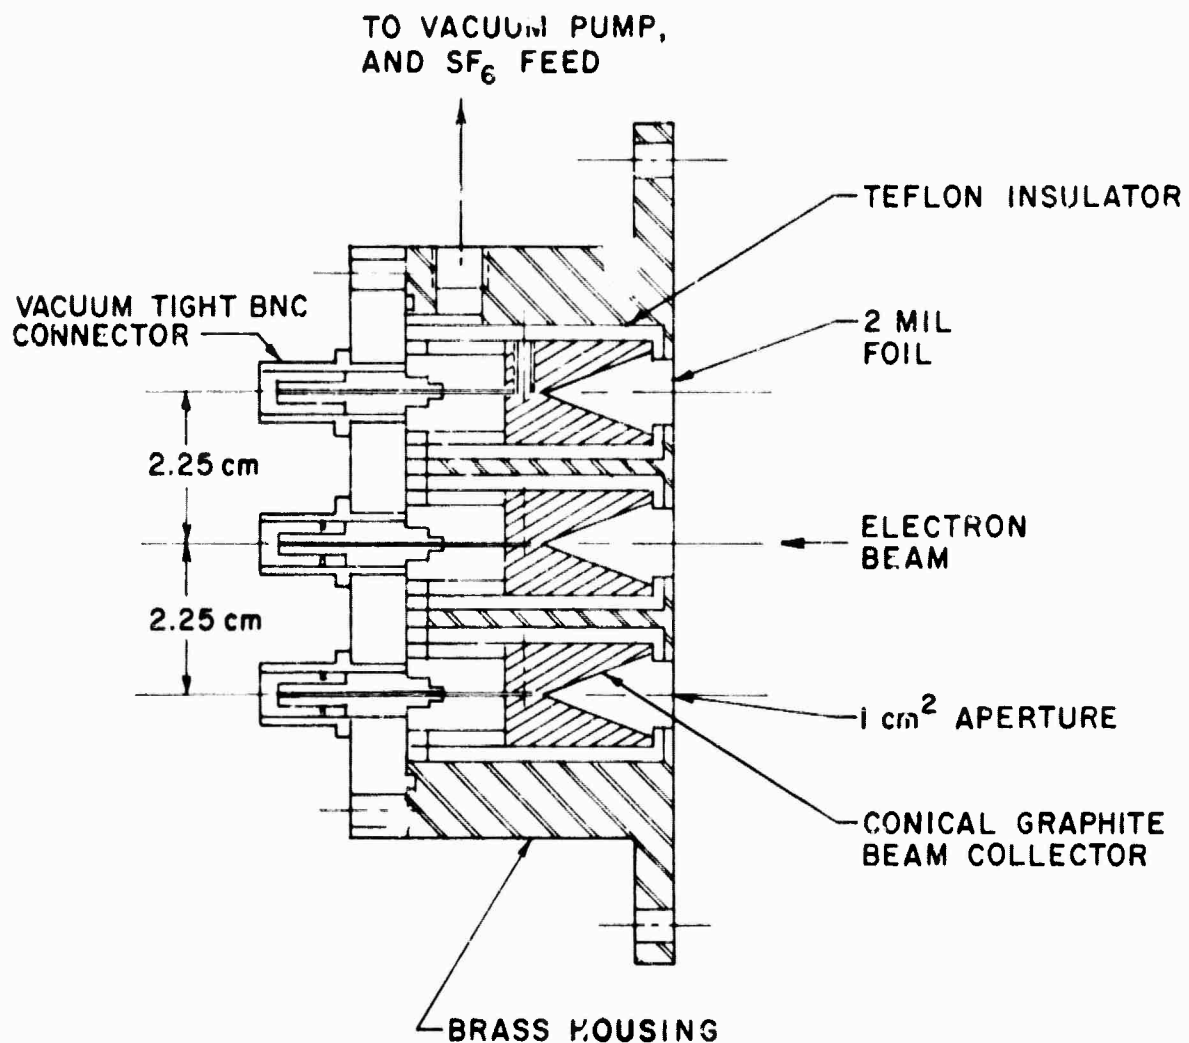 TO VACUUM PUMP,
AND SF₆ FEED
TEFLON INSULATOR
VACUUM TIGHT BNC
CONNECTOR
2 MIL
FOIL
2.25 cm
ELECTRON
BEAM
2.25 cm
1 cm² APERTURE
CONICAL GRAPHITE
BEAM COLLECTOR
BRASS HOUSING